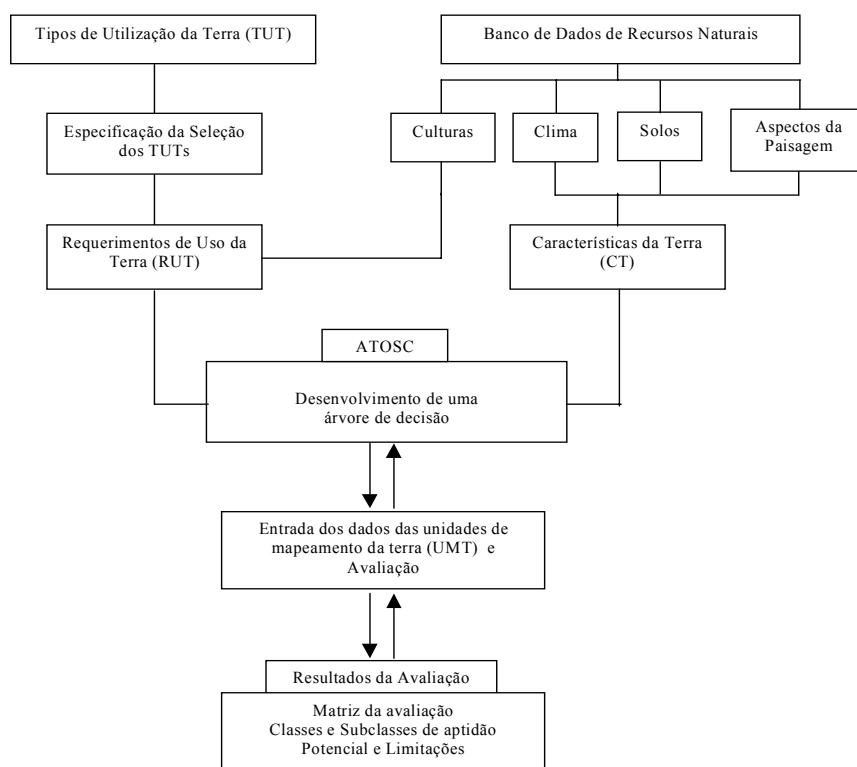 Tipos de Utilização da Terra (TUT)
Banco de Dados de Recursos Naturais
Especificação da Seleção
dos TUTs
Culturas
Clima
Solos
Aspectos da
Paisagem
Requerimentos de Uso da
Terra (RUT)
Características da Terra
(CT)
ATOSC
Desenvolvimento de uma
árvore de decisão
Entrada dos dados das unidades de
mapeamento da terra (UMT) e
Avaliação
Resultados da Avaliação
Matriz da avaliação
Classes e Subclasses de aptidão
Potencial e Limitações